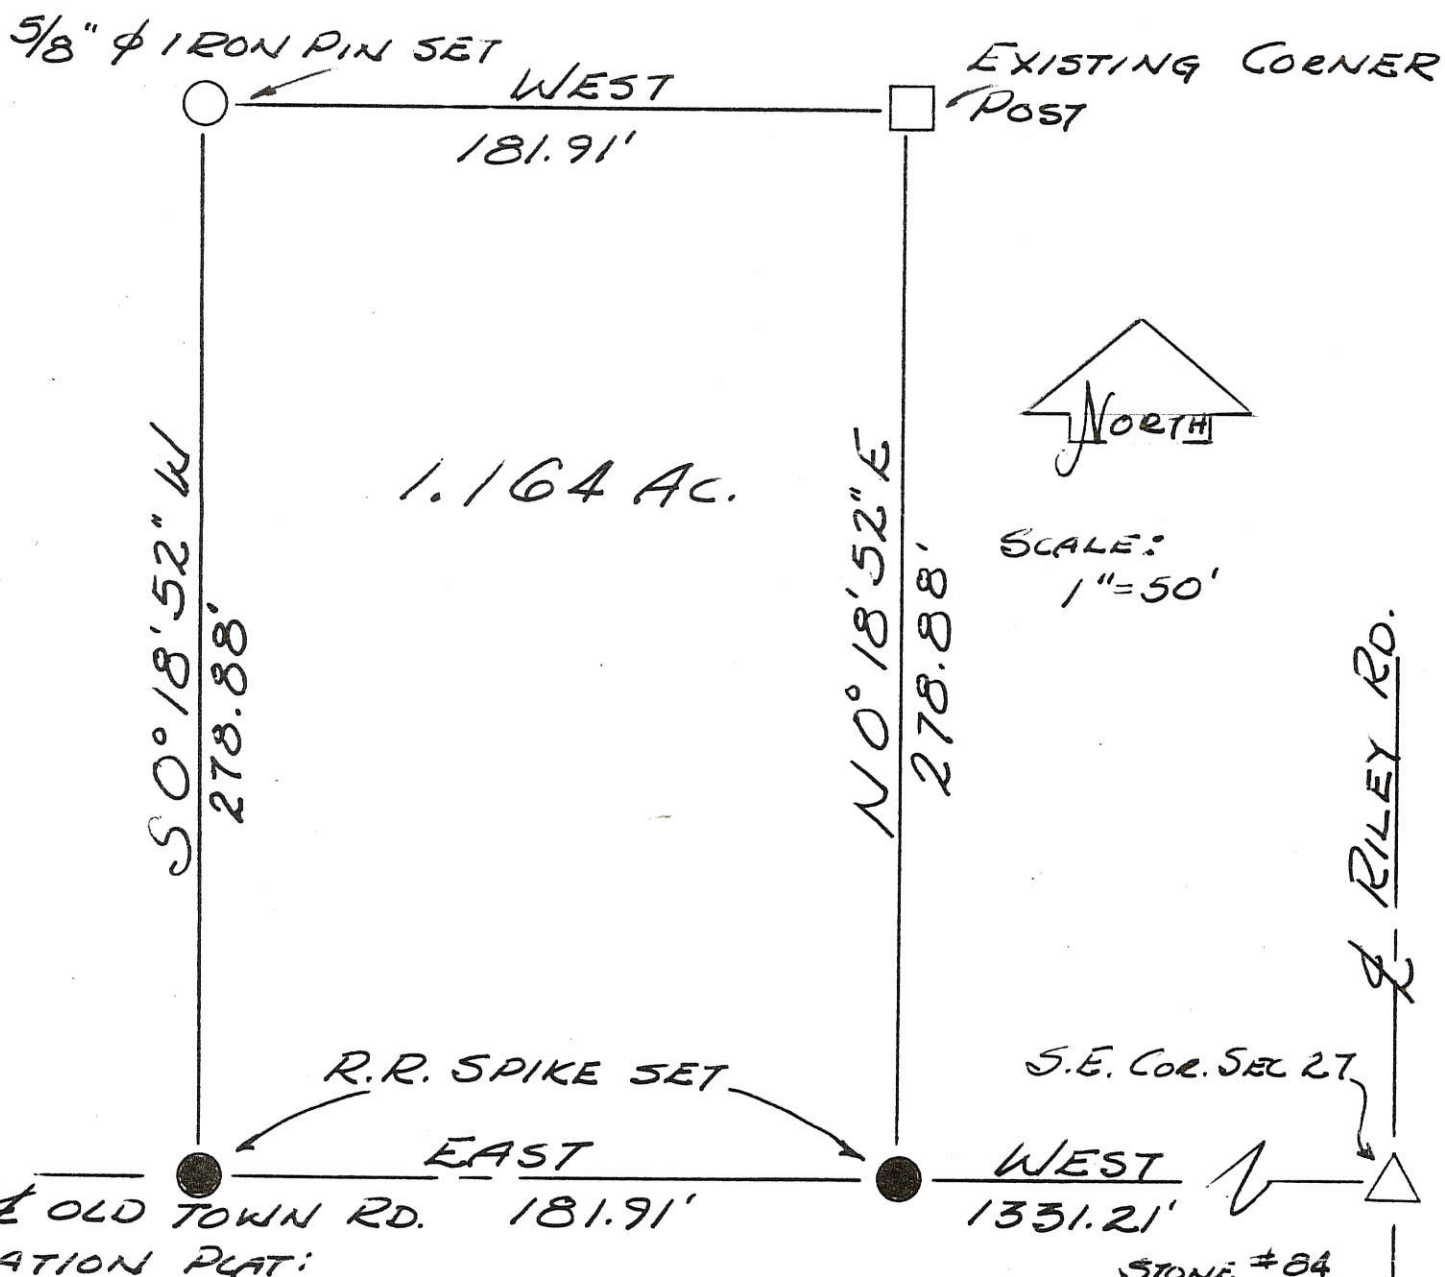 5/8" ⌀ IRON PIN SET
EXISTING CORNER
POST
WEST
181.91'
NORTH
1.164 AC.
SCALE:
1"=50'
S 0° 18' 52" W
278.88'
N 0° 18' 52" E
278.88'
℄ RILEY RD.
R.R. SPIKE SET
S.E. COR. SEC 27
EAST
181.91'
WEST
1331.21'
℄ OLD TOWN RD.
ATION PLAT:
STONE #84